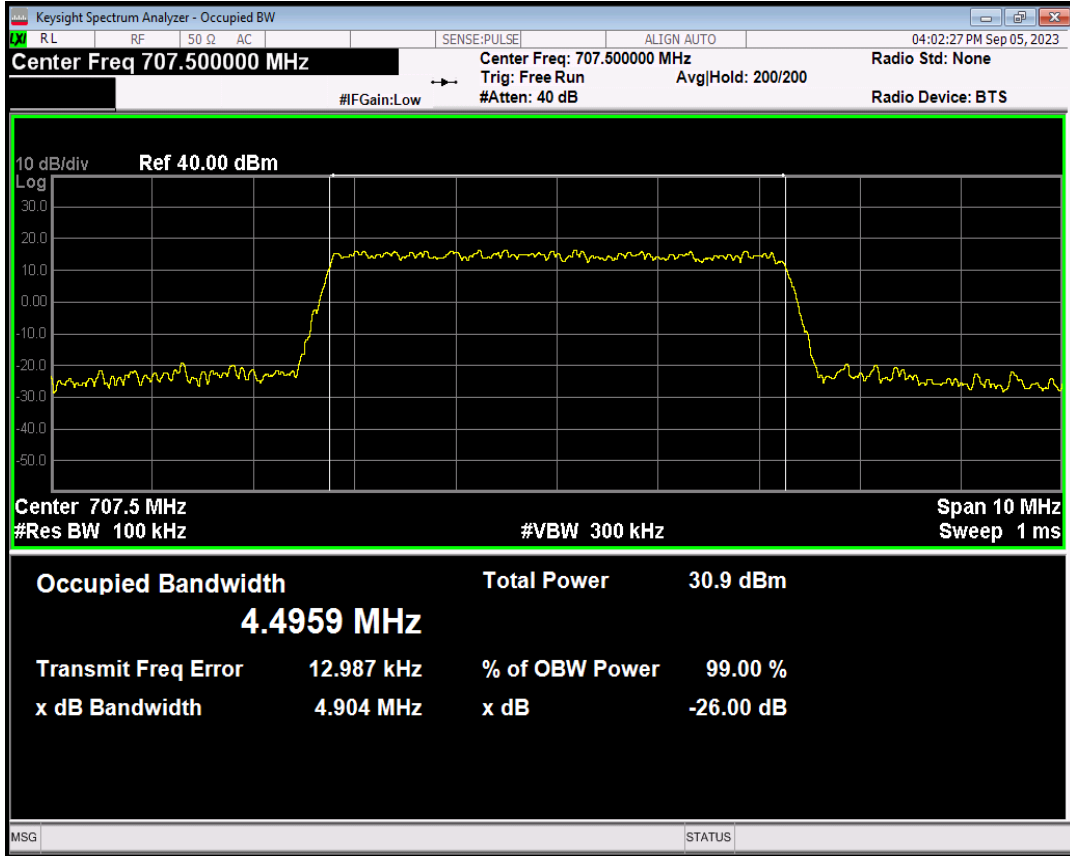 Keysight Spectrum Analyzer - Occupied BW
LXI RL RF 50 Ω AC SENSE:PULSE ALIGN AUTO 04:02:27 PM Sep 05, 2023
Center Freq 707.500000 MHz Center Freq: 707.500000 MHz Radio Std: None
Trig: Free Run Avg|Hold: 200/200
#IFGain:Low #Atten: 40 dB Radio Device: BTS
10 dB/div Ref 40.00 dBm
Log
30.0
20.0
10.0
0.00
-10.0
-20.0
-30.0
-40.0
-50.0
Center 707.5 MHz Span 10 MHz
#Res BW 100 kHz #VBW 300 kHz Sweep 1 ms
Occupied Bandwidth Total Power 30.9 dBm
4.4959 MHz
Transmit Freq Error 12.987 kHz % of OBW Power 99.00 %
x dB Bandwidth 4.904 MHz x dB -26.00 dB
MSG STATUS